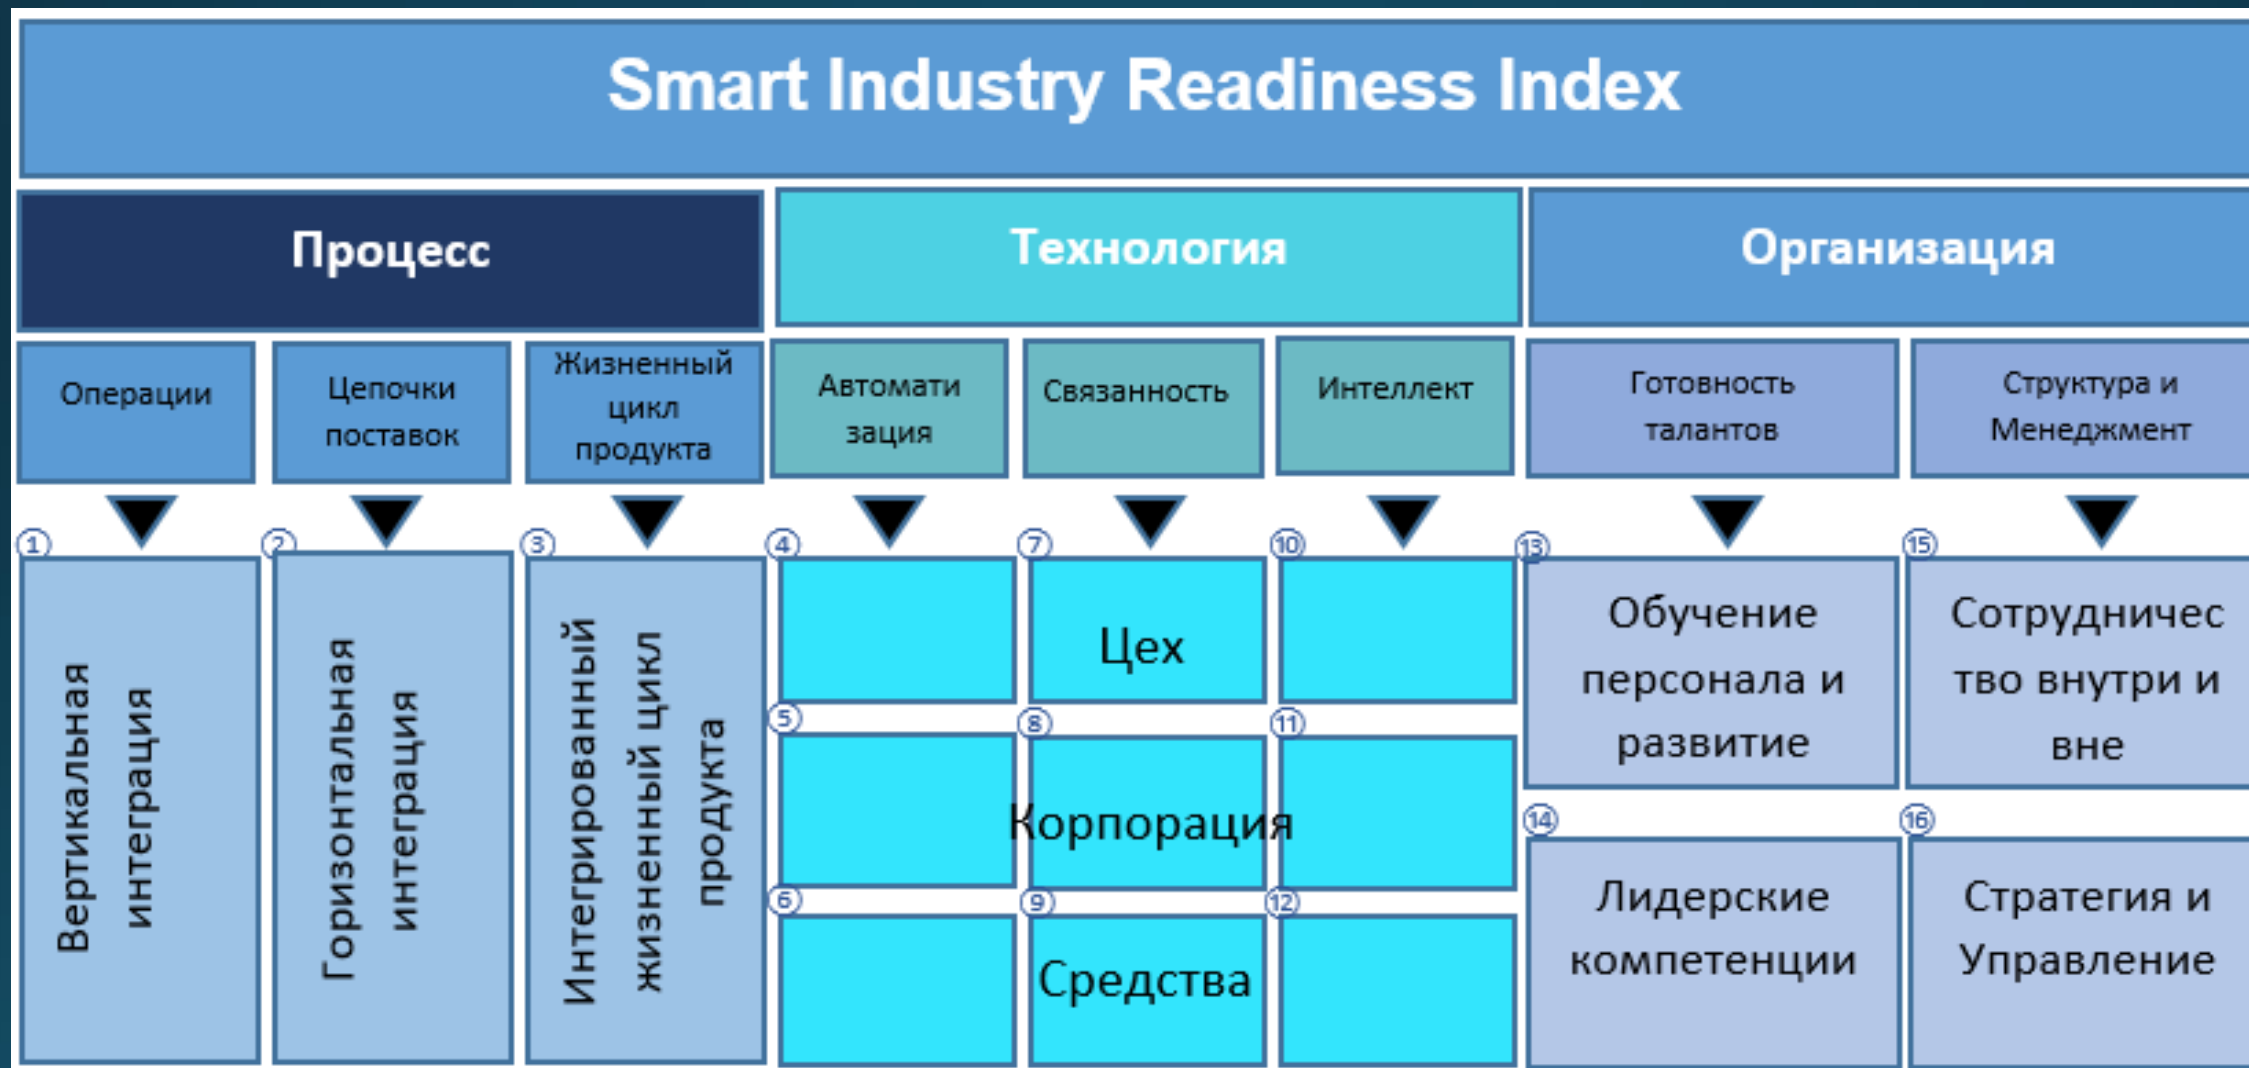 Smart Industry Readiness Index
Процесс
Технология
Организация
Операции
Цепочки
поставок
Жизненный
цикл
продукта
Автомати
зация
Связанность
Интеллект
Готовность
талантов
Структура и
Менеджмент
1
Вертикальная
интеграция
2
Горизонтальная
интеграция
3
Интегрированный
жизненный цикл
продукта
4
7
Цех
10
5
8
Корпорация
11
6
9
Средства
12
13
Обучение
персонала и
развитие
15
Сотрудничес
тво внутри и
вне
14
Лидерские
компетенции
16
Стратегия и
Управление